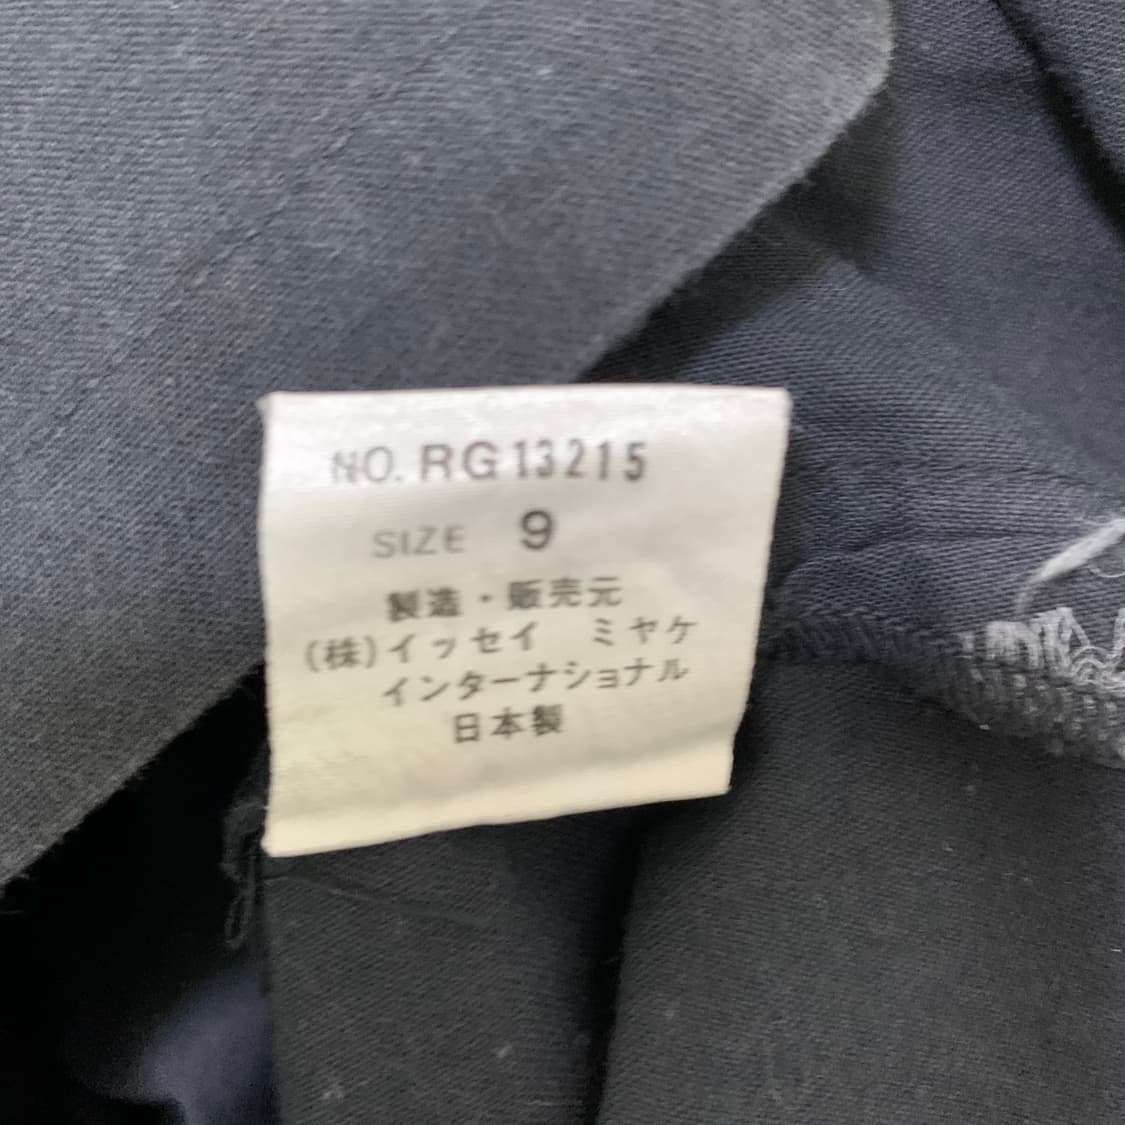 NO. RG13215
SIZE 9
製造・販売元
(株)イッセイ ミヤケ
インターナショナル
日本製